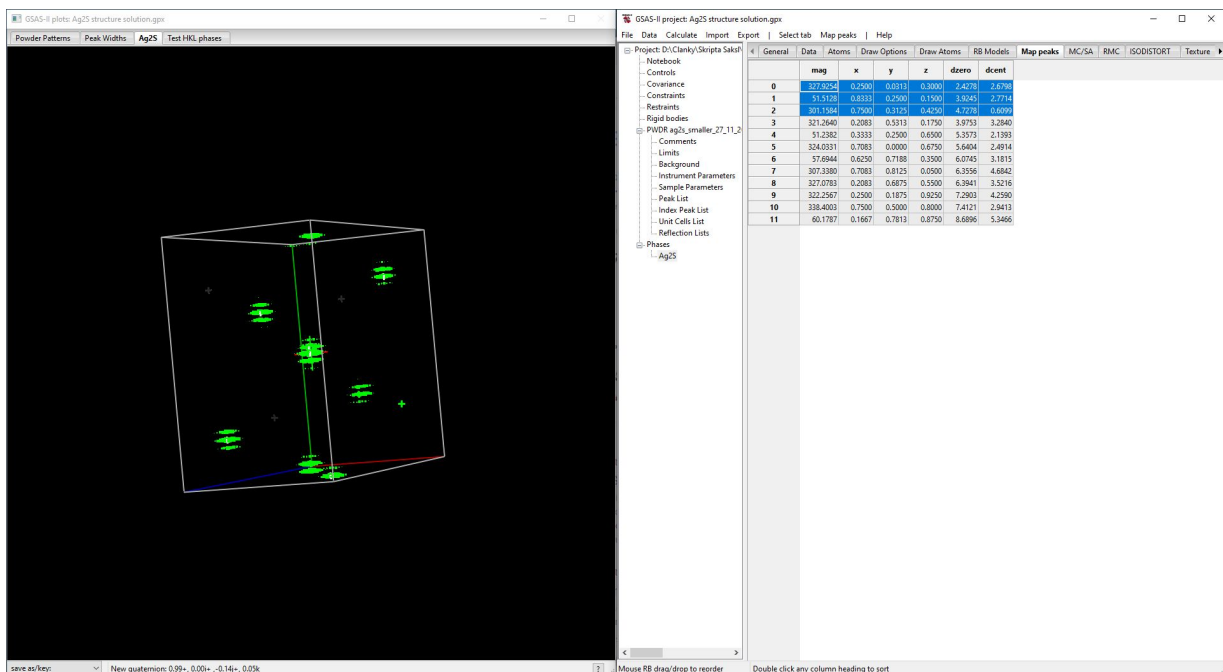 GSAS-II plots: Ag2S structure solution.gpx
Powder Patterns Peak Widths Ag2S Test HKL phases
save as/key: New quaternion: 0.99+, 0.00i+ ,-0.14j+, 0.05k ?
GSAS-II project: Ag2S structure solution.gpx
File Data Calculate Import Export | Select tab Map peaks | Help
Project: D:\Clanky\Skripta Saksl\
Notebook
Controls
Covariance
Constraints
Restraints
Rigid bodies
PWDR ag2s_smaller_27_11_2
Comments
Limits
Background
Instrument Parameters
Sample Parameters
Peak List
Index Peak List
Unit Cells List
Reflection Lists
Phases
Ag2S
General Data Atoms Draw Options Draw Atoms RB Models Map peaks MC/SA RMC ISODISTORT Texture
mag x y z dzero dcent
0 327.9254 0.2500 0.0313 0.3000 2.4278 2.6798
1 51.5128 0.8333 0.2500 0.1500 3.9245 2.7714
2 301.1584 0.7500 0.3125 0.4250 4.7278 0.6099
3 321.2640 0.2083 0.5313 0.1750 3.9753 3.2840
4 51.2382 0.3333 0.2500 0.6500 5.3573 2.1393
5 324.0331 0.7083 0.0000 0.6750 5.6404 2.4914
6 57.6944 0.6250 0.7188 0.3500 6.0745 3.1815
7 307.3380 0.7083 0.8125 0.0500 6.3556 4.6842
8 327.0783 0.2083 0.6875 0.5500 6.3941 3.5216
9 322.2567 0.2500 0.1875 0.9250 7.2903 4.2590
10 338.4003 0.7500 0.5000 0.8000 7.4121 2.9413
11 60.1787 0.1667 0.7813 0.8750 8.6896 5.3466
Mouse RB drag/drop to reorder Double click any column heading to sort